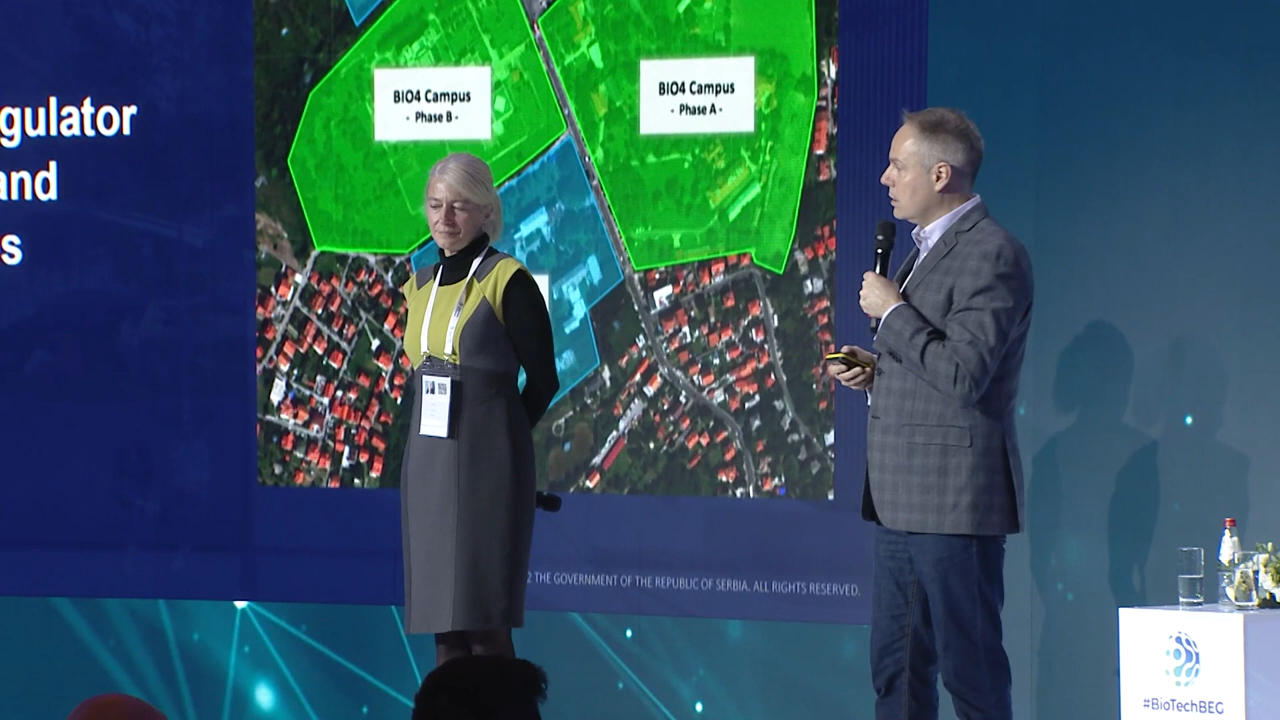 gulator
and
s
BIO4 Campus
- Phase B -
BIO4 Campus
- Phase A -
2 THE GOVERNMENT OF THE REPUBLIC OF SERBIA. ALL RIGHTS RESERVED.
#BioTechBEG